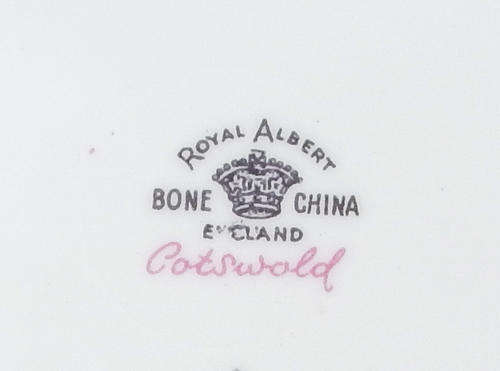 ROYAL ALBERT
BONE CHINA
ENGLAND
Cotswold